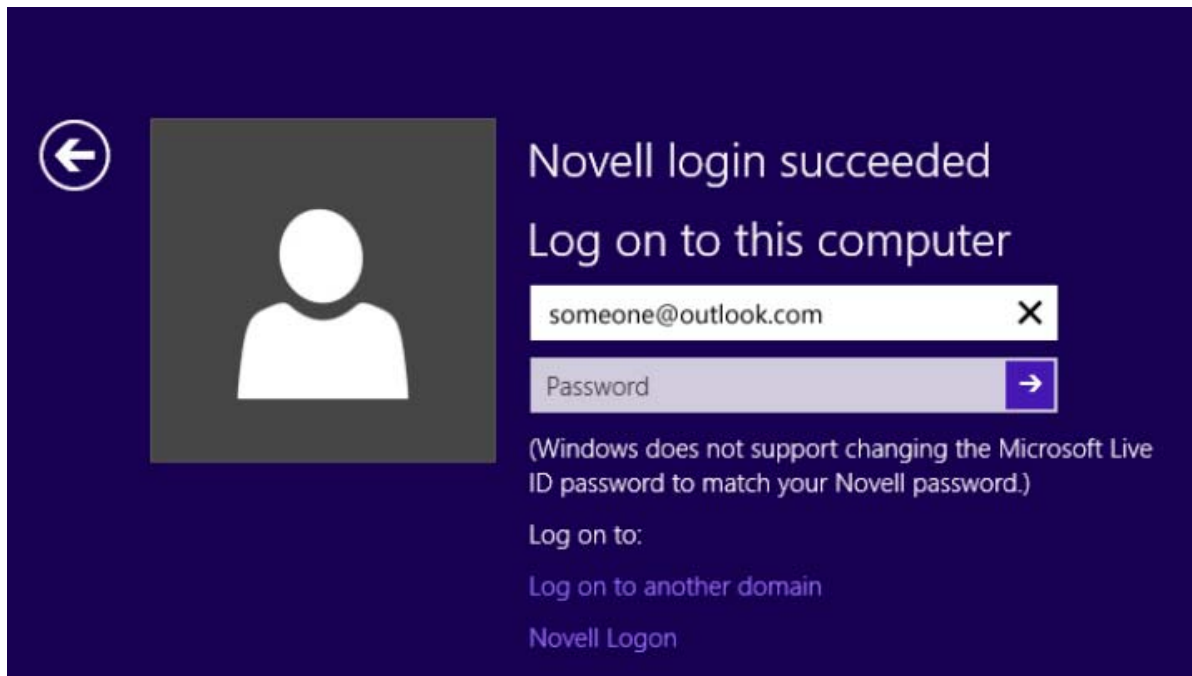 Novell login succeeded
Log on to this computer
someone@outlook.com
Password
(Windows does not support changing the Microsoft Live
ID password to match your Novell password.)
Log on to:
Log on to another domain
Novell Logon